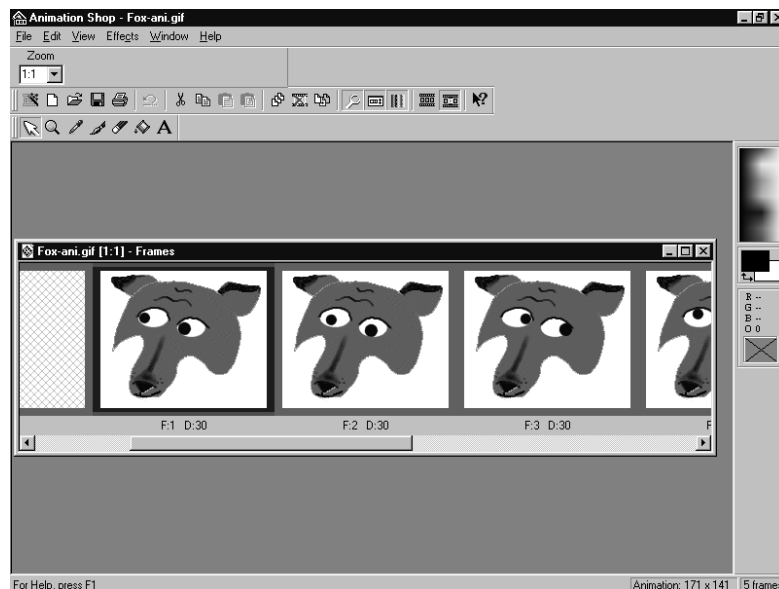 Animation Shop - Fox-ani.gif
File Edit View Effects Window Help
Zoom
1:1
A
Fox-ani.gif [1:1] - Frames
F:1 D:30 F:2 D:30 F:3 D:30 F
R --
G --
B --
O 0
For Help, press F1 Animation: 171 x 141 5 frames